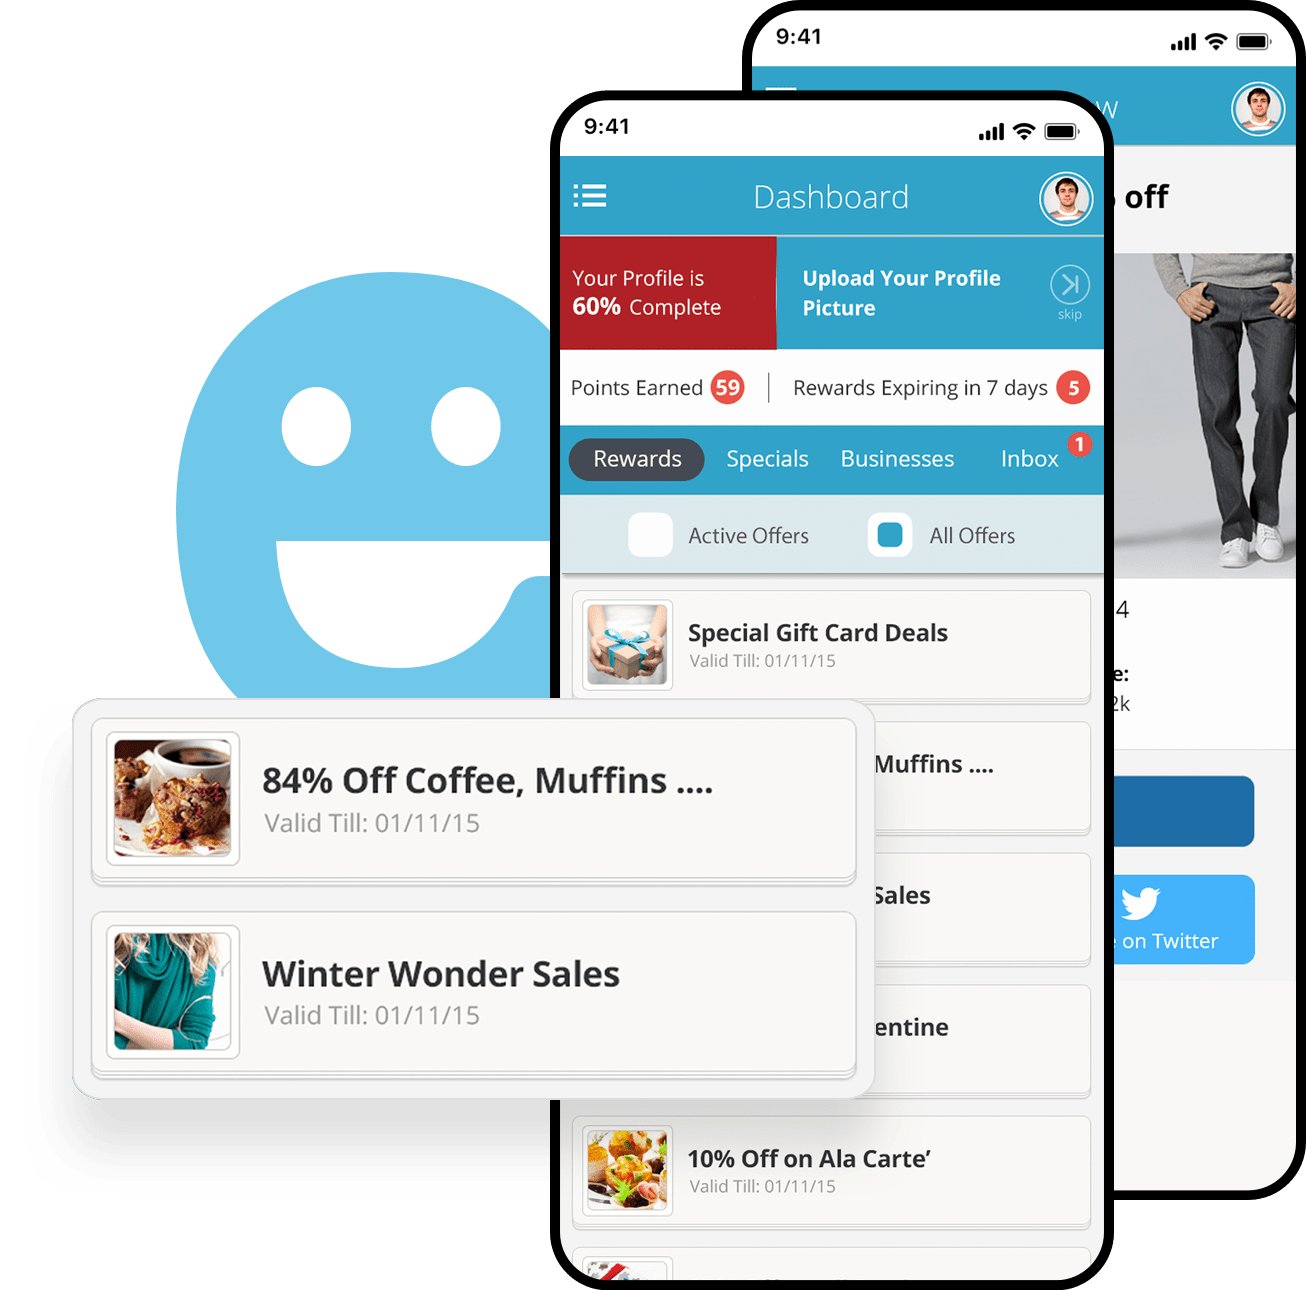 9:41
W
off
9:41
Dashboard
Your Profile is
60% Complete
Upload Your Profile
Picture
skip
Points Earned 59
Rewards Expiring in 7 days 5
Rewards
Specials
Businesses
Inbox
1
Active Offers
All Offers
Special Gift Card Deals
Valid Till: 01/11/15
4
e:
2k
84% Off Coffee, Muffins ....
Valid Till: 01/11/15
Muffins ....
Sales
on Twitter
Winter Wonder Sales
Valid Till: 01/11/15
entine
10% Off on Ala Carte’
Valid Till: 01/11/15